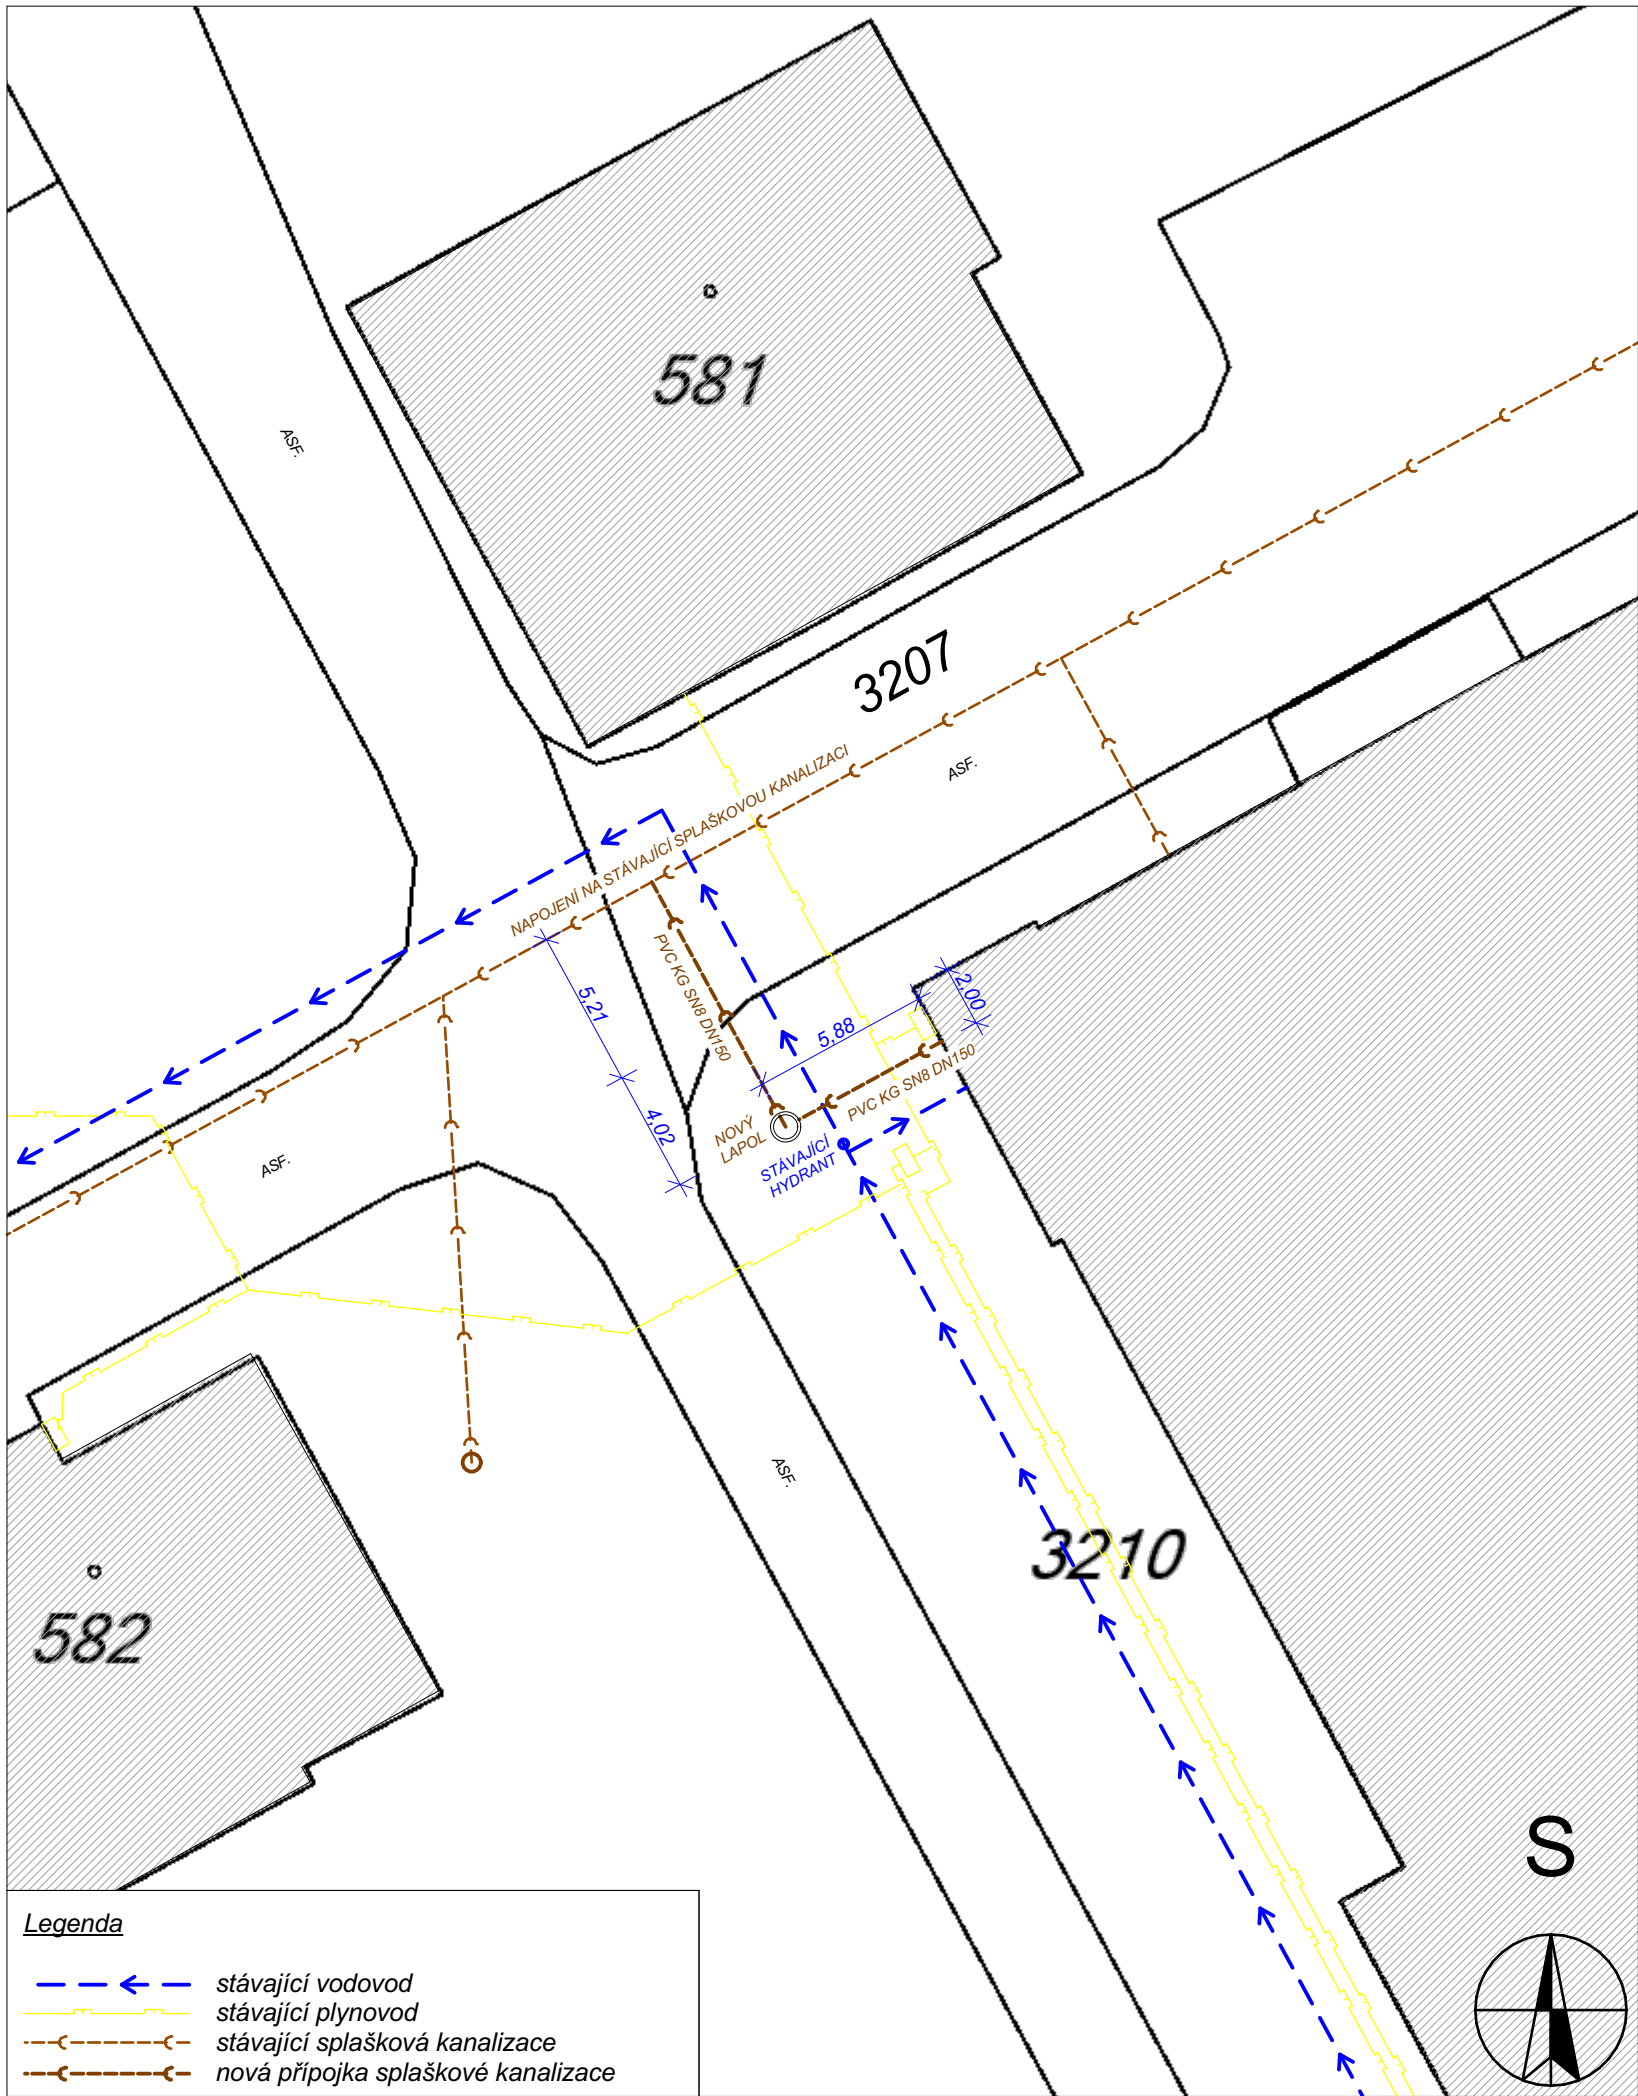 581
ASF.
3207
NAPOJENÍ NA STÁVAJÍCÍ SPLAŠKOVOU KANALIZACI
ASF.
PVC KG SN8 DN150
5,21
2,00
5,88
PVC KG SN8 DN150
4,02
NOVÝ
LAPOL
STÁVAJÍCÍ
HYDRANT
ASF.
ASF.
3210
582
S
Legenda
stávající vodovod
stávající plynovod
stávající splašková kanalizace
nová přípojka splaškové kanalizace